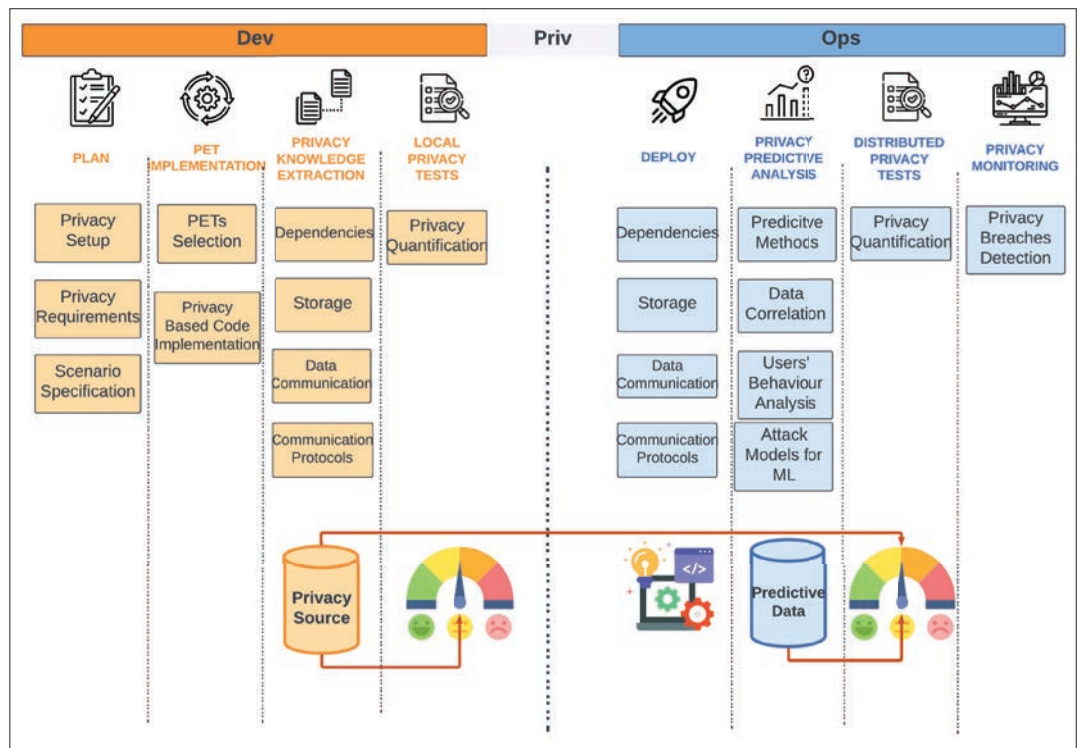 Dev
Priv
Ops
PLAN
PET
IMPLEMENTATION
PRIVACY
KNOWLEDGE
EXTRACTION
LOCAL
PRIVACY
TESTS
DEPLOY
PRIVACY
PREDICTIVE
ANALYSIS
DISTRIBUTED
PRIVACY
TESTS
PRIVACY
MONITORING
Privacy
Setup
Privacy
Requirements
Scenario
Specification
PETs
Selection
Privacy
Based Code
Implementation
Dependencies
Storage
Data
Communication
Communication
Protocols
Privacy
Quantification
Dependencies
Storage
Data
Communication
Communication
Protocols
Predicitve
Methods
Data
Correlation
Users'
Behaviour
Analysis
Attack
Models for
ML
Privacy
Quantification
Privacy
Breaches
Detection
Privacy
Source
</>
Predictive
Data